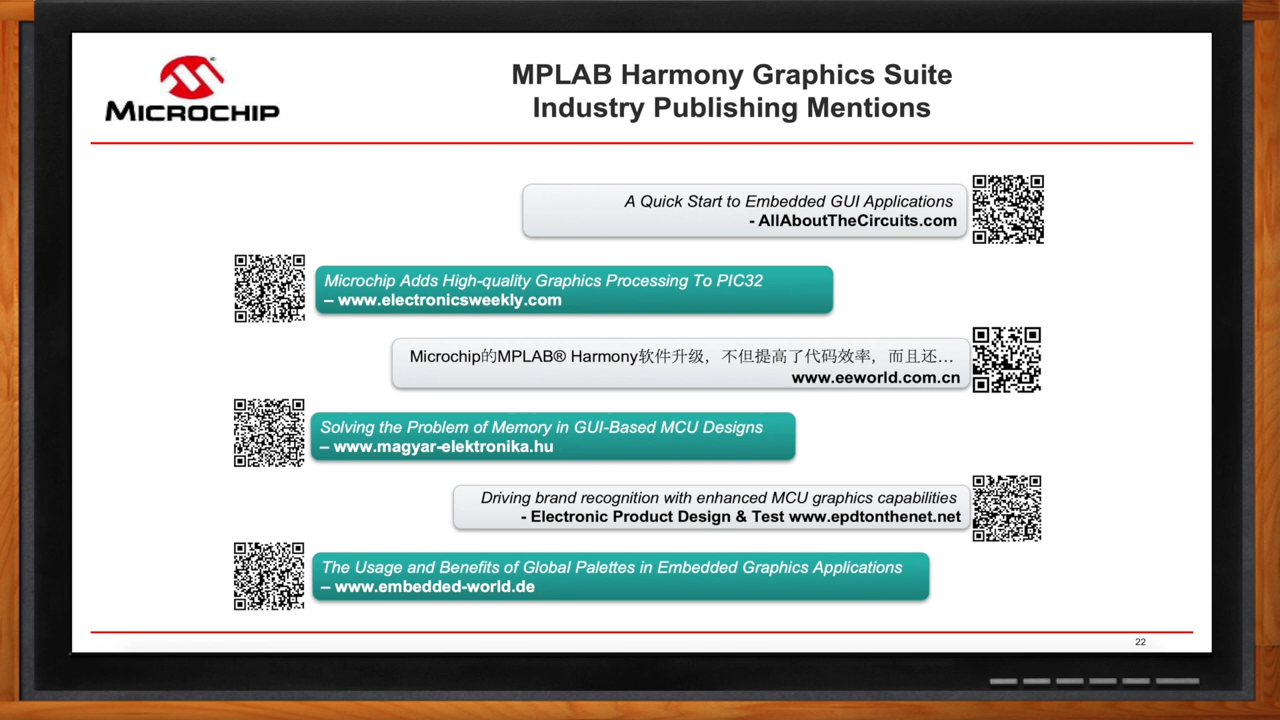 MICROCHIP
MPLAB Harmony Graphics Suite
Industry Publishing Mentions
A Quick Start to Embedded GUI Applications
- AllAboutTheCircuits.com
Microchip Adds High-quality Graphics Processing To PIC32
– www.electronicsweekly.com
Microchip的MPLAB® Harmony软件升级，不但提高了代码效率，而且还…
www.eeworld.com.cn
Solving the Problem of Memory in GUI-Based MCU Designs
– www.magyar-elektronika.hu
Driving brand recognition with enhanced MCU graphics capabilities
- Electronic Product Design & Test www.epdtonthenet.net
The Usage and Benefits of Global Palettes in Embedded Graphics Applications
– www.embedded-world.de
22